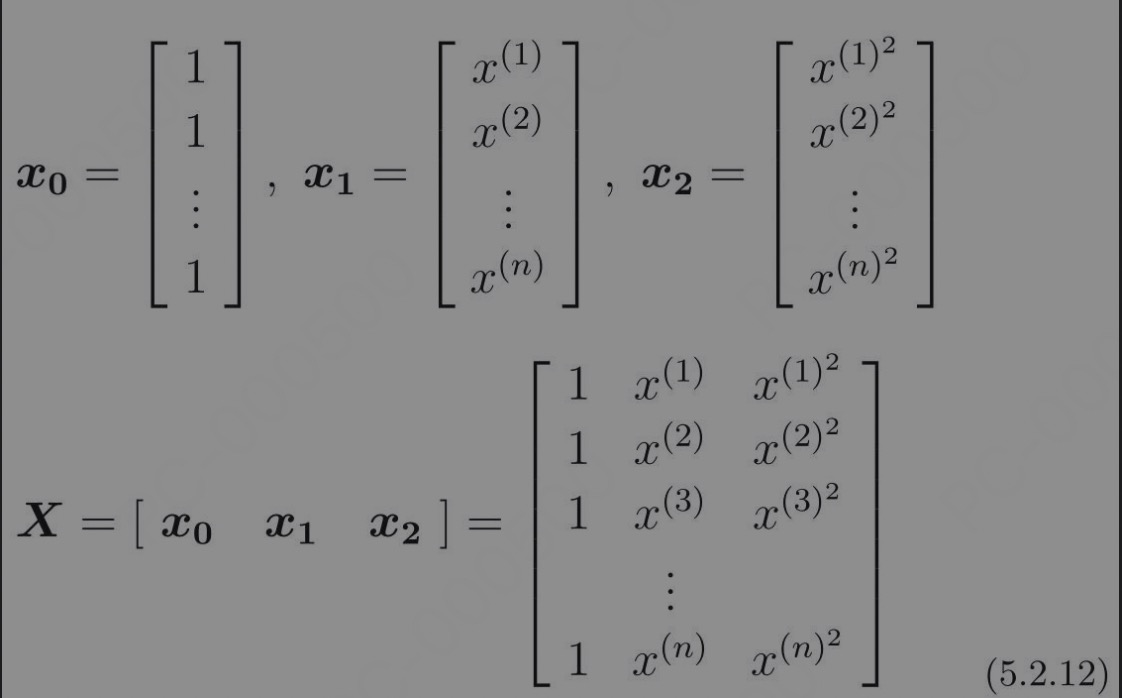 x₀ = [ 1 1 ⋮ 1 ] , x₁ = [ x⁽¹⁾ x⁽²⁾ ⋮ x⁽ⁿ⁾ ] , x₂ = [ x⁽¹⁾² x⁽²⁾² ⋮ x⁽ⁿ⁾² ]
X = [ x₀ x₁ x₂ ] = [ 1 x⁽¹⁾ x⁽¹⁾²
1 x⁽²⁾ x⁽²⁾²
1 x⁽³⁾ x⁽³⁾²
⋮
1 x⁽ⁿ⁾ x⁽ⁿ⁾² ]
(5.2.12)